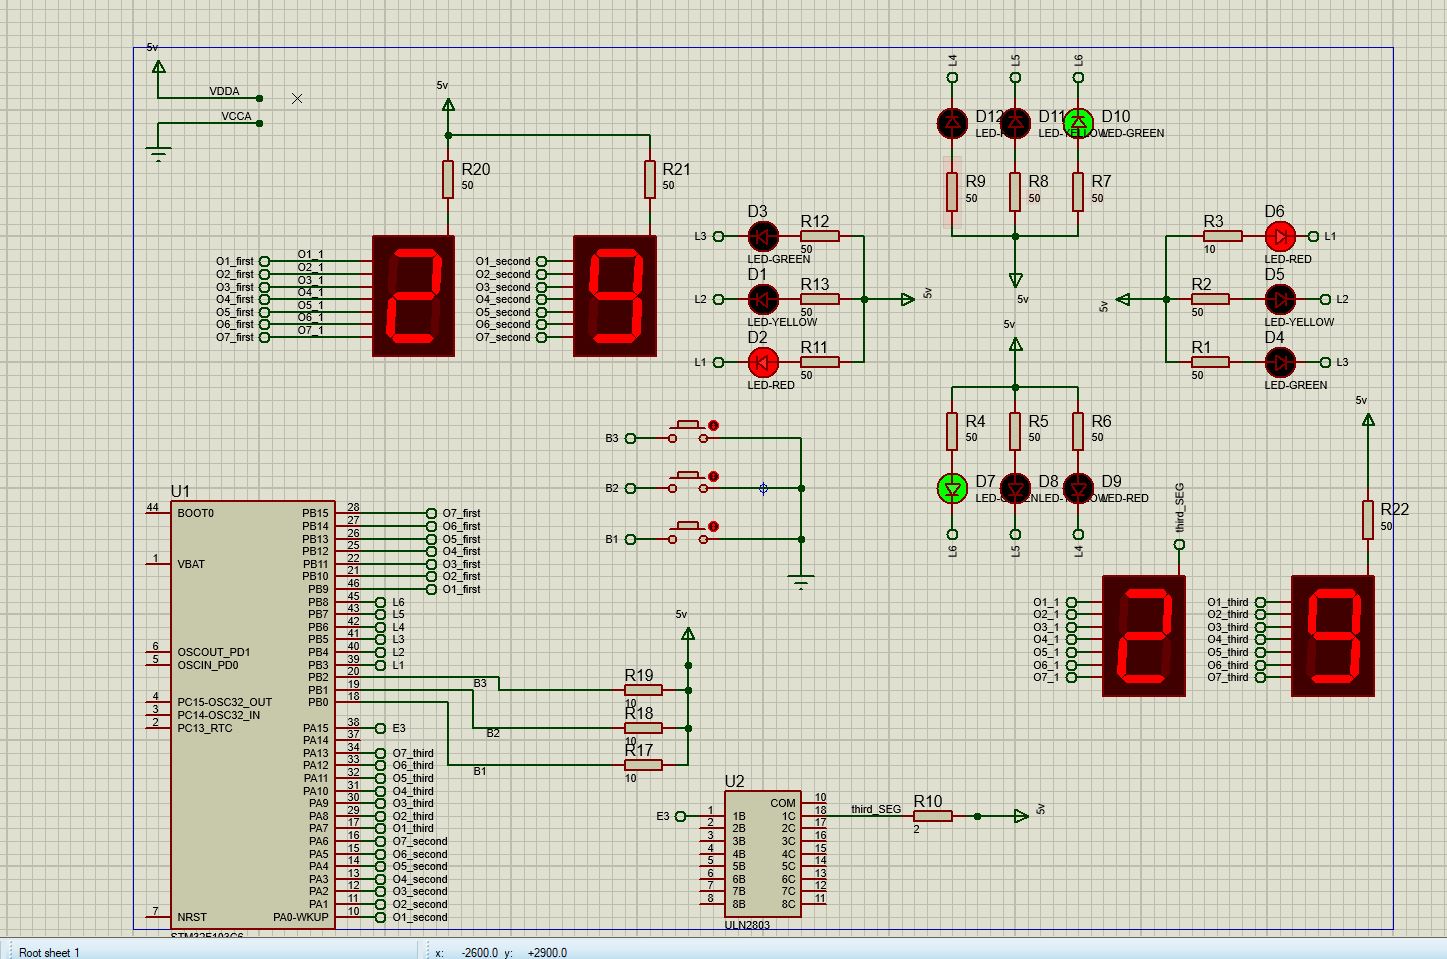 5v
VDDA
VCCA
5v
R20
50
R21
50
O1_first
O2_first
O3_first
O4_first
O5_first
O6_first
O7_first
O1_1
O2_1
O3_1
O4_1
O5_1
O6_1
O7_1
O1_second
O2_second
O3_second
O4_second
O5_second
O6_second
O7_second
L3
D3
LED-GREEN
R12
50
L2
D1
LED-YELLOW
R13
50
L1
D2
LED-RED
R11
50
5v
L4
L5
L6
D12
D11
D10
LED-GREEN
R9
50
R8
50
R7
50
5v
R3
10
D6
LED-RED
L1
5v
R2
50
D5
LED-YELLOW
L2
R1
50
D4
LED-GREEN
L3
5v
R4
50
R5
50
R6
50
D7
D8
D9
L6
L5
L4
B3
B2
B1
5v
R22
50
third_SEG
O1_1
O2_1
O3_1
O4_1
O5_1
O6_1
O7_1
O1_third
O2_third
O3_third
O4_third
O5_third
O6_third
O7_third
U1
44 BOOT0
1 VBAT
6 OSCOUT_PD1
5 OSCIN_PD0
4 PC15-OSC32_OUT
3 PC14-OSC32_IN
2 PC13_RTC
7 NRST
PB15 28 O7_first
PB14 27 O6_first
PB13 26 O5_first
PB12 25 O4_first
PB11 22 O3_first
PB10 21 O2_first
PB9 46 O1_first
PB8 45 L6
PB7 43 L5
PB6 42 L4
PB5 41 L3
PB4 40 L2
PB3 39 L1
PB2 20
PB1 19
PB0 18
PA15 38 E3
PA14 37
PA13 34 O7_third
PA12 33 O6_third
PA11 32 O5_third
PA10 31 O4_third
PA9 30 O3_third
PA8 29 O2_third
PA7 17 O1_third
PA6 16 O7_second
PA5 15 O6_second
PA4 14 O5_second
PA3 13 O4_second
PA2 12 O3_second
PA1 11 O2_second
PA0-WKUP 10 O1_second
B3
B2
B1
5v
R19
10
R18
10
R17
10
U2
E3
1 1B
2 2B
3 3B
4 4B
5 5B
6 6B
7 7B
8 8B
COM 10
1C 18
2C 17
3C 16
4C 15
5C 14
6C 13
7C 12
8C 11
ULN2803
third_SEG
R10
2
5v
Root sheet 1
x: -2600.0 y: +2900.0